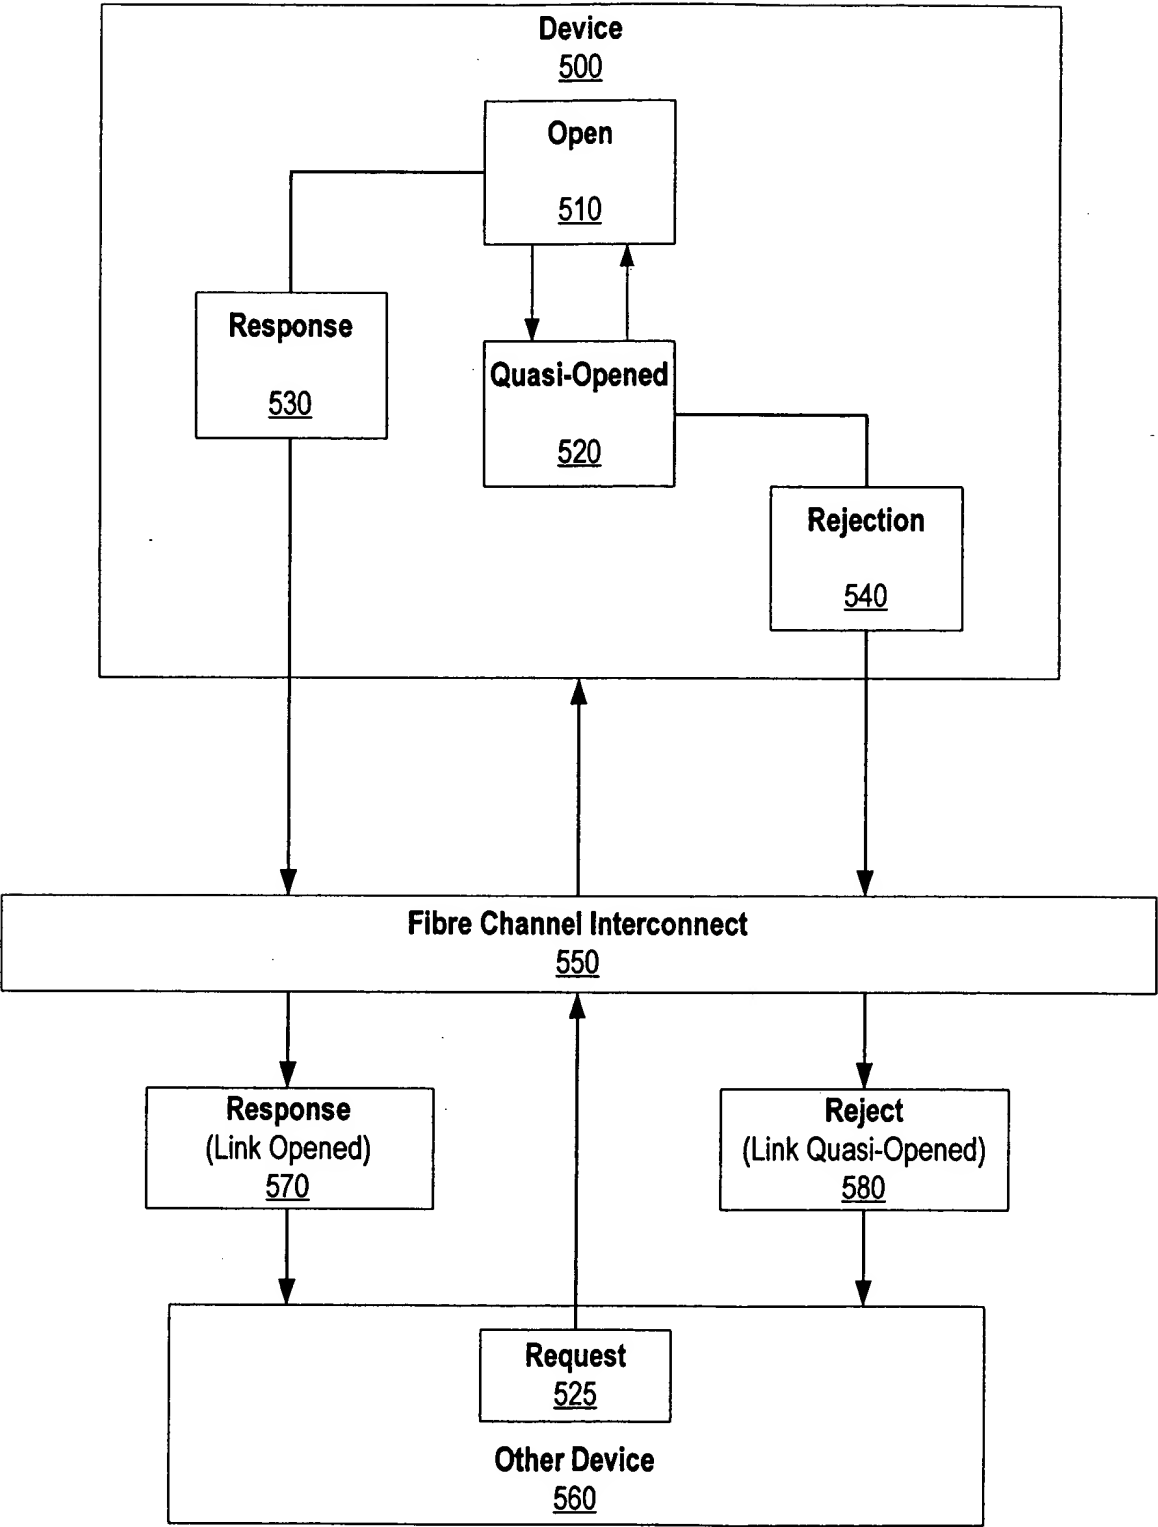 Device
500
Open
510
Response
530
Quasi-Opened
520
Rejection
540
Fibre Channel Interconnect
550
Response
(Link Opened)
570
Reject
(Link Quasi-Opened)
580
Request
525
Other Device
560